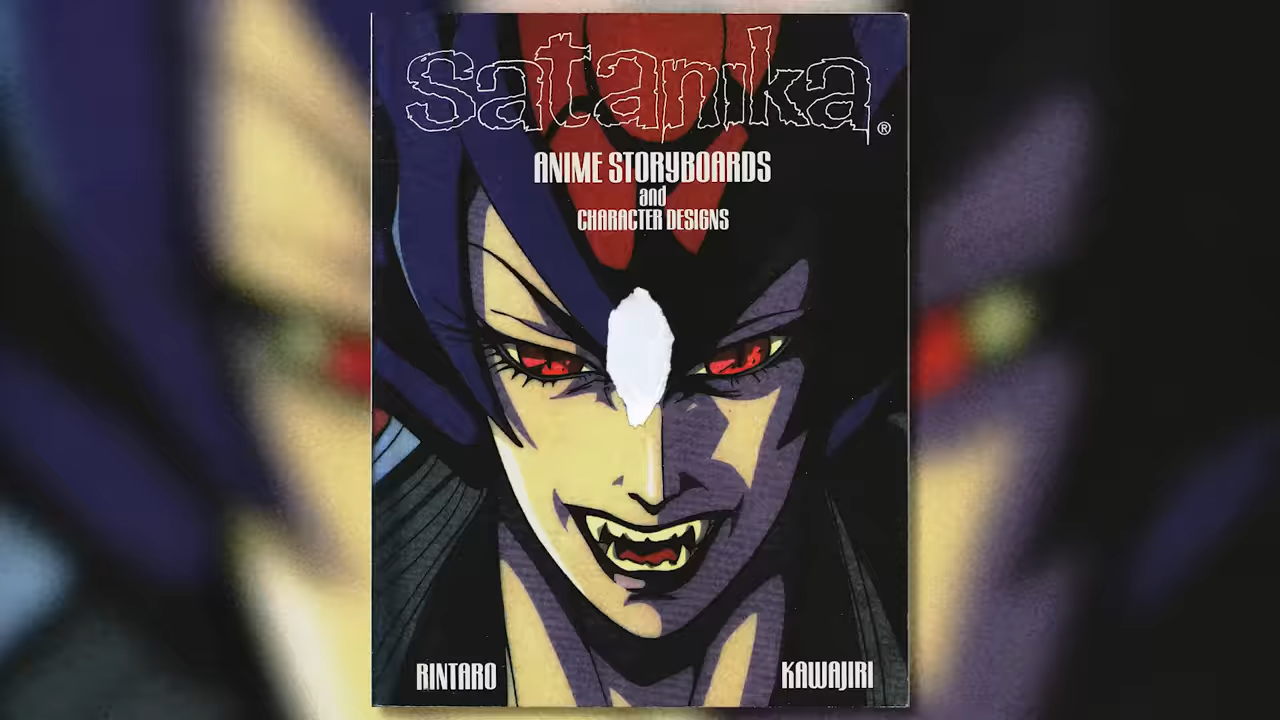 satanika®
ANIME STORYBOARDS
and
CHARACTER DESIGNS
RINTARO
KAWAJIRI